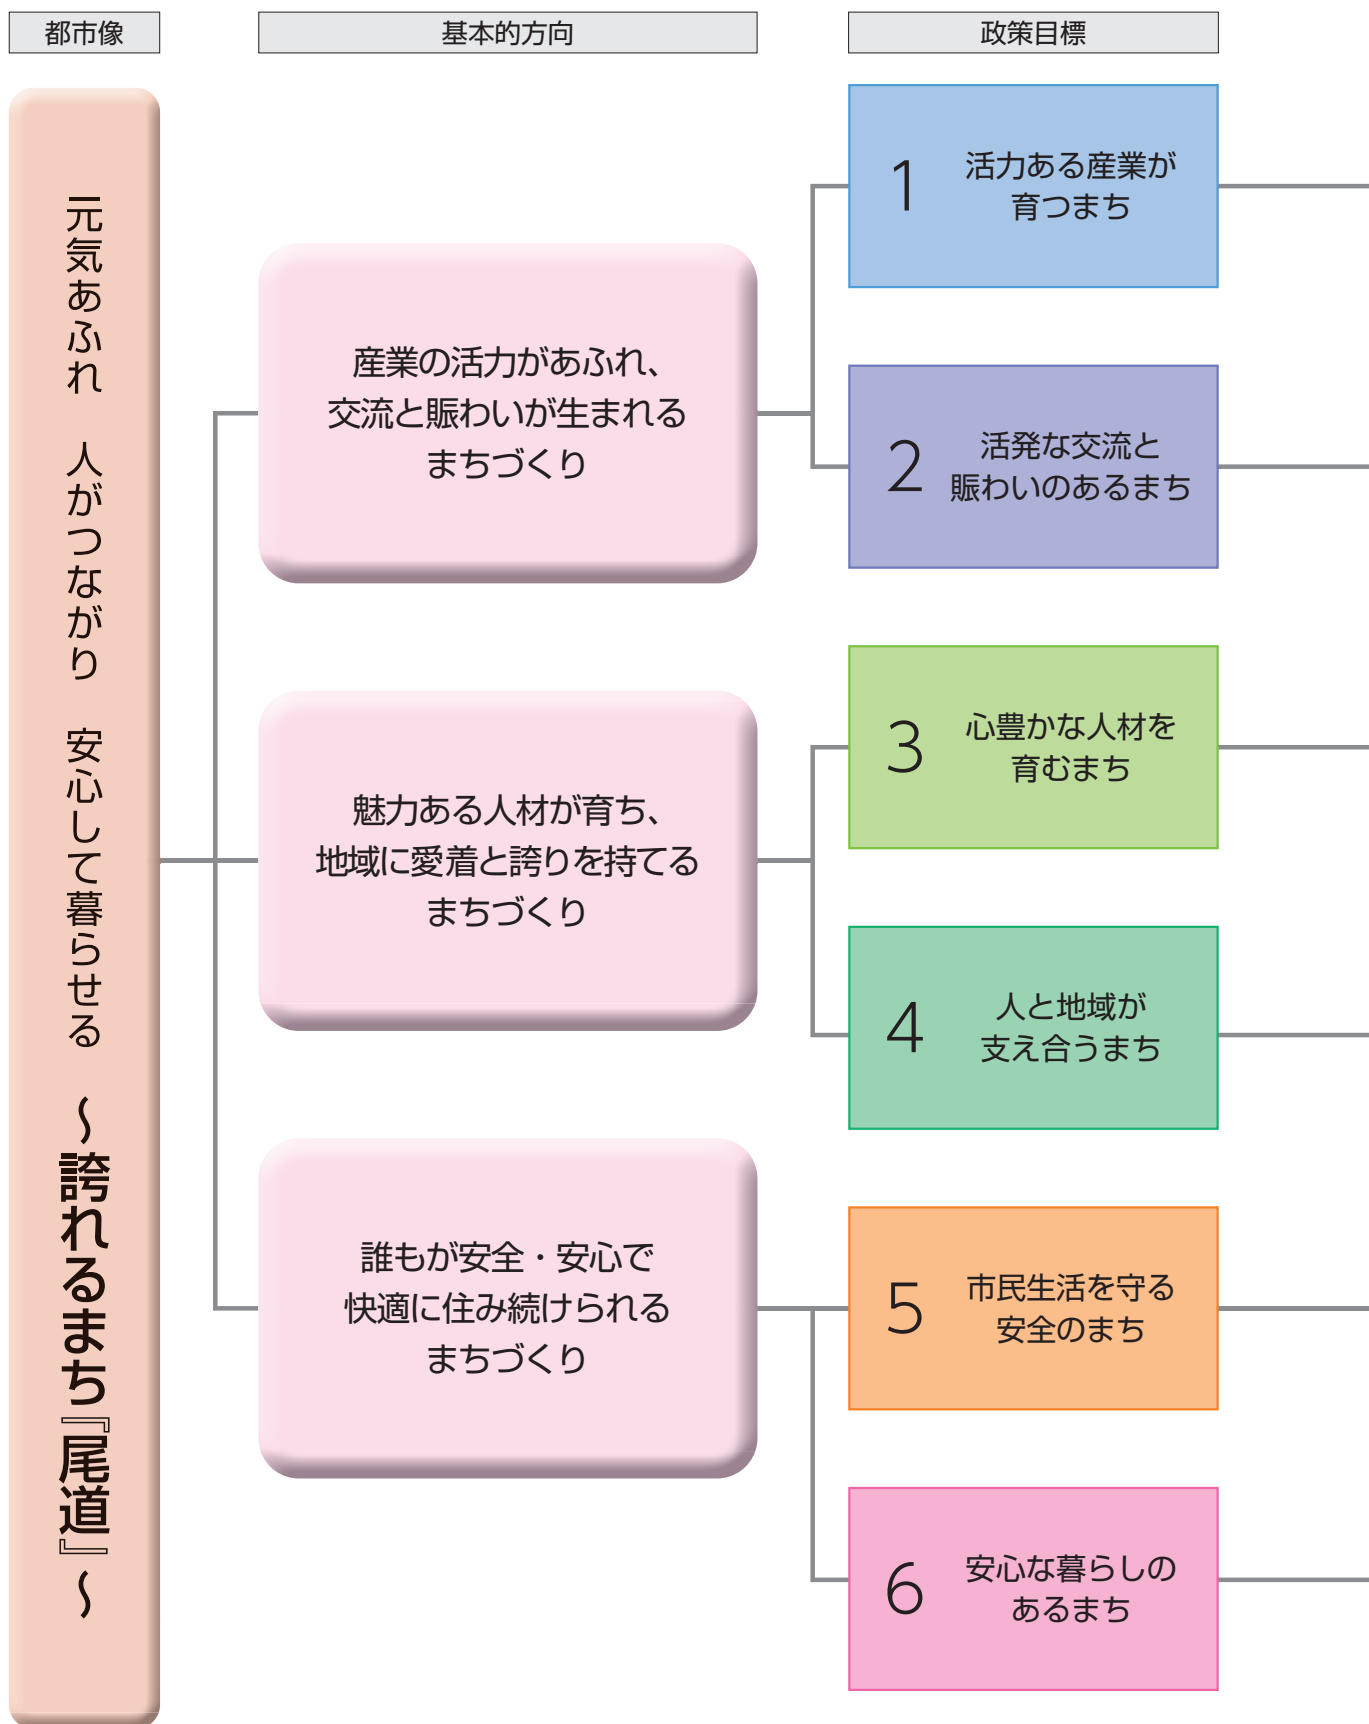 都市像
基本的方向
政策目標
元気あふれ　人がつながり　安心して暮らせる　～誇れるまち『尾道』～
産業の活力があふれ、
交流と賑わいが生まれる
まちづくり
魅力ある人材が育ち、
地域に愛着と誇りを持てる
まちづくり
誰もが安全・安心で
快適に住み続けられる
まちづくり
1
活力ある産業が
育つまち
2
活発な交流と
賑わいのあるまち
3
心豊かな人材を
育むまち
4
人と地域が
支え合うまち
5
市民生活を守る
安全のまち
6
安心な暮らしの
あるまち